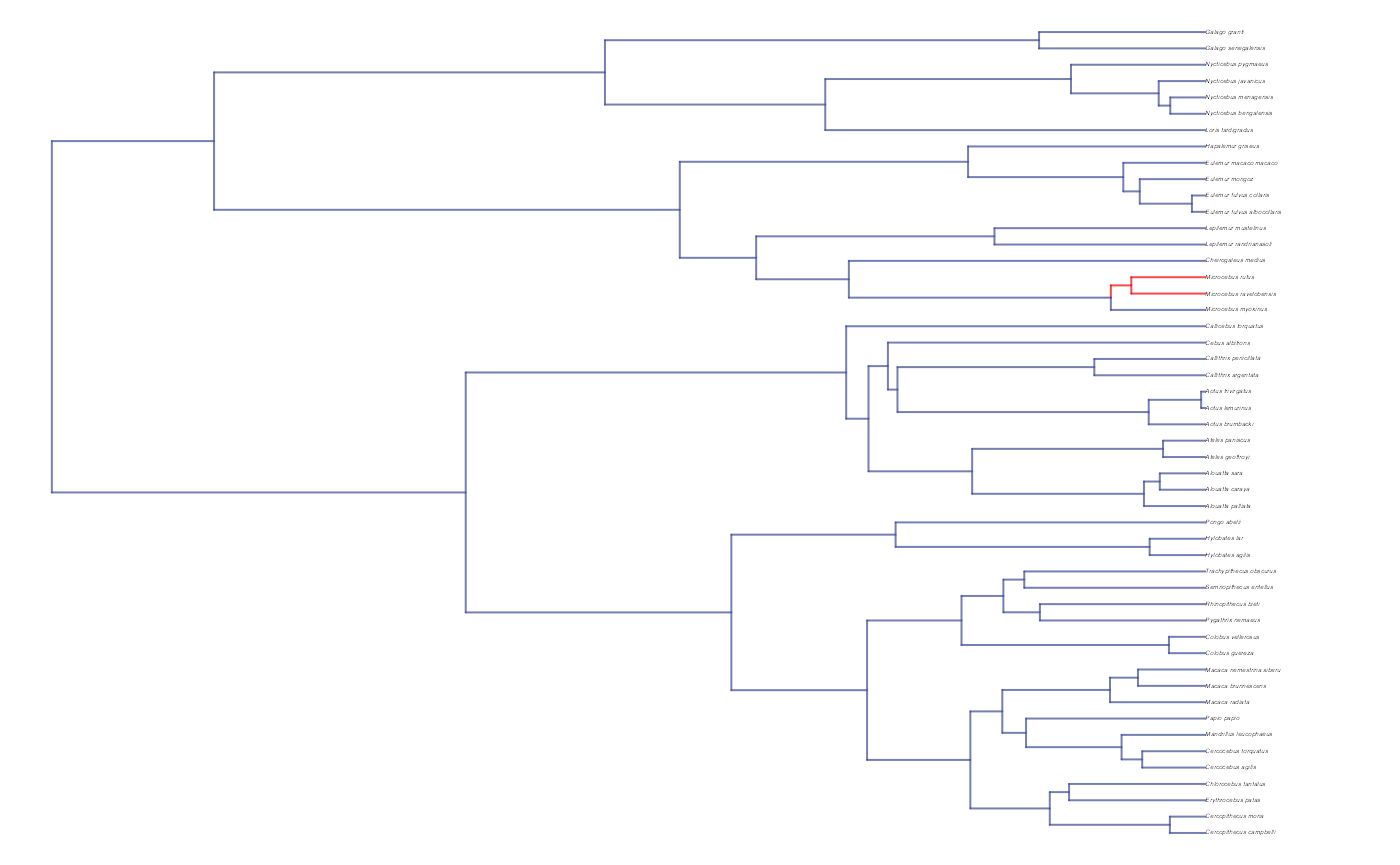 Galago granti
Galago senegalensis
Nycticebus pygmaeus
Nycticebus javanicus
Nycticebus menagensis
Nycticebus bengalensis
Loris tardigradus
Hapalemur griseus
Eulemur macaco macaco
Eulemur mongoz
Eulemur fulvus collaris
Eulemur fulvus albocollaris
Lepilemur mustelinus
Lepilemur randrianasoli
Cheirogaleus medius
Microcebus rufus
Microcebus ravelobensis
Microcebus myoxinus
Callicebus torquatus
Cebus albifrons
Callithrix penicillata
Callithrix argentata
Aotus trivirgatus
Aotus lemurinus
Aotus brumbacki
Ateles paniscus
Ateles geoffroyi
Alouatta sara
Alouatta caraya
Alouatta palliata
Pongo abelii
Hylobates lar
Hylobates agilis
Trachypithecus obscurus
Semnopithecus entellus
Rhinopithecus bieti
Pygathrix nemaeus
Colobus vellerosus
Colobus guereza
Macaca nemestrina siberu
Macaca brunnescens
Macaca radiata
Papio papio
Mandrillus leucophaeus
Cercocebus torquatus
Cercocebus agilis
Chlorocebus tantalus
Erythrocebus patas
Cercopithecus mona
Cercopithecus campbelli